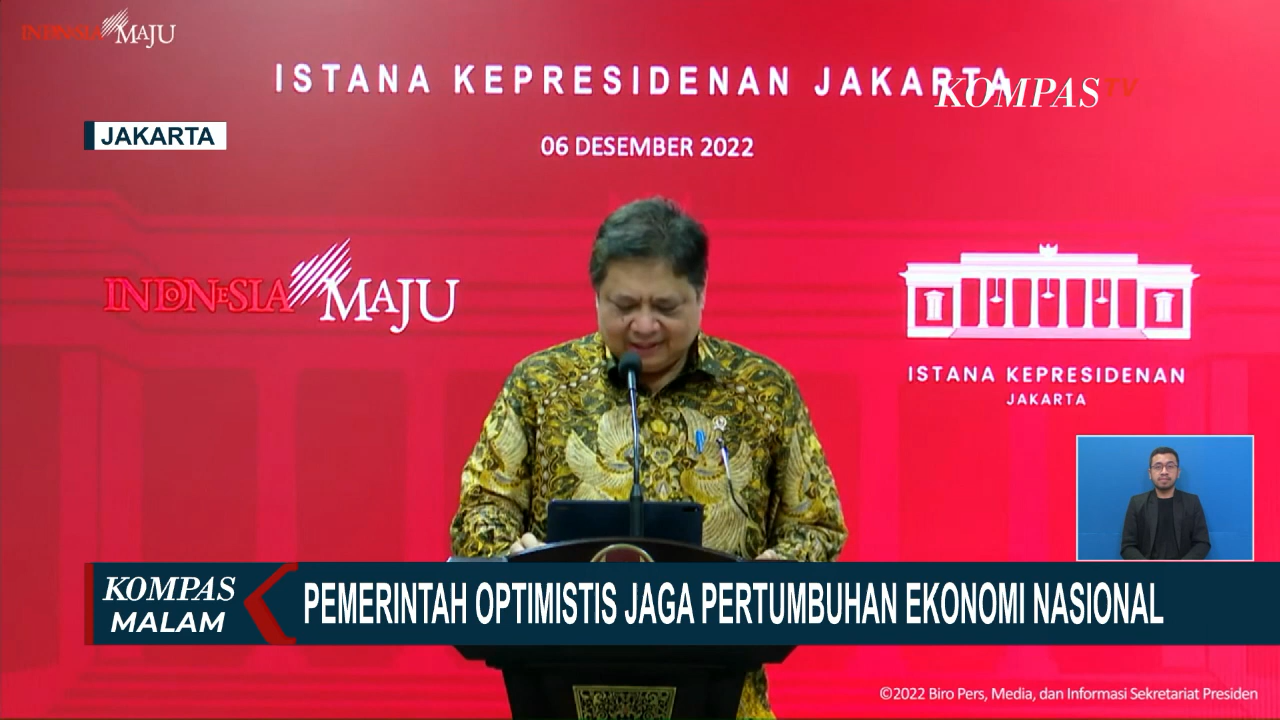 INDONESIA MAJU
ISTANA KEPRESIDENAN JAKARTA
KOMPAS TV
JAKARTA
06 DESEMBER 2022
INDONESIA MAJU
ISTANA KEPRESIDENAN
JAKARTA
KOMPAS
MALAM
PEMERINTAH OPTIMISTIS JAGA PERTUMBUHAN EKONOMI NASIONAL
©2022 Biro Pers, Media, dan Informasi Sekretariat Presiden